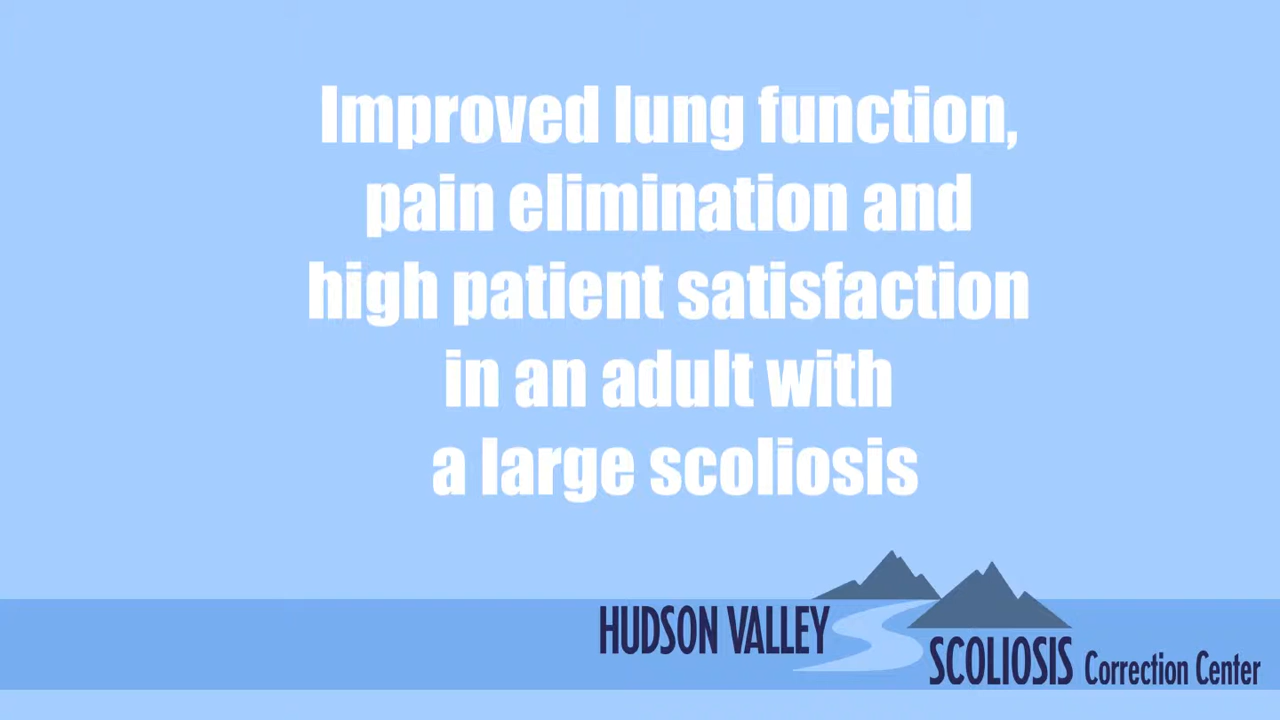 Improved lung function,
pain elimination and
high patient satisfaction
in an adult with
a large scoliosis
HUDSON VALLEY
SCOLIOSIS Correction Center